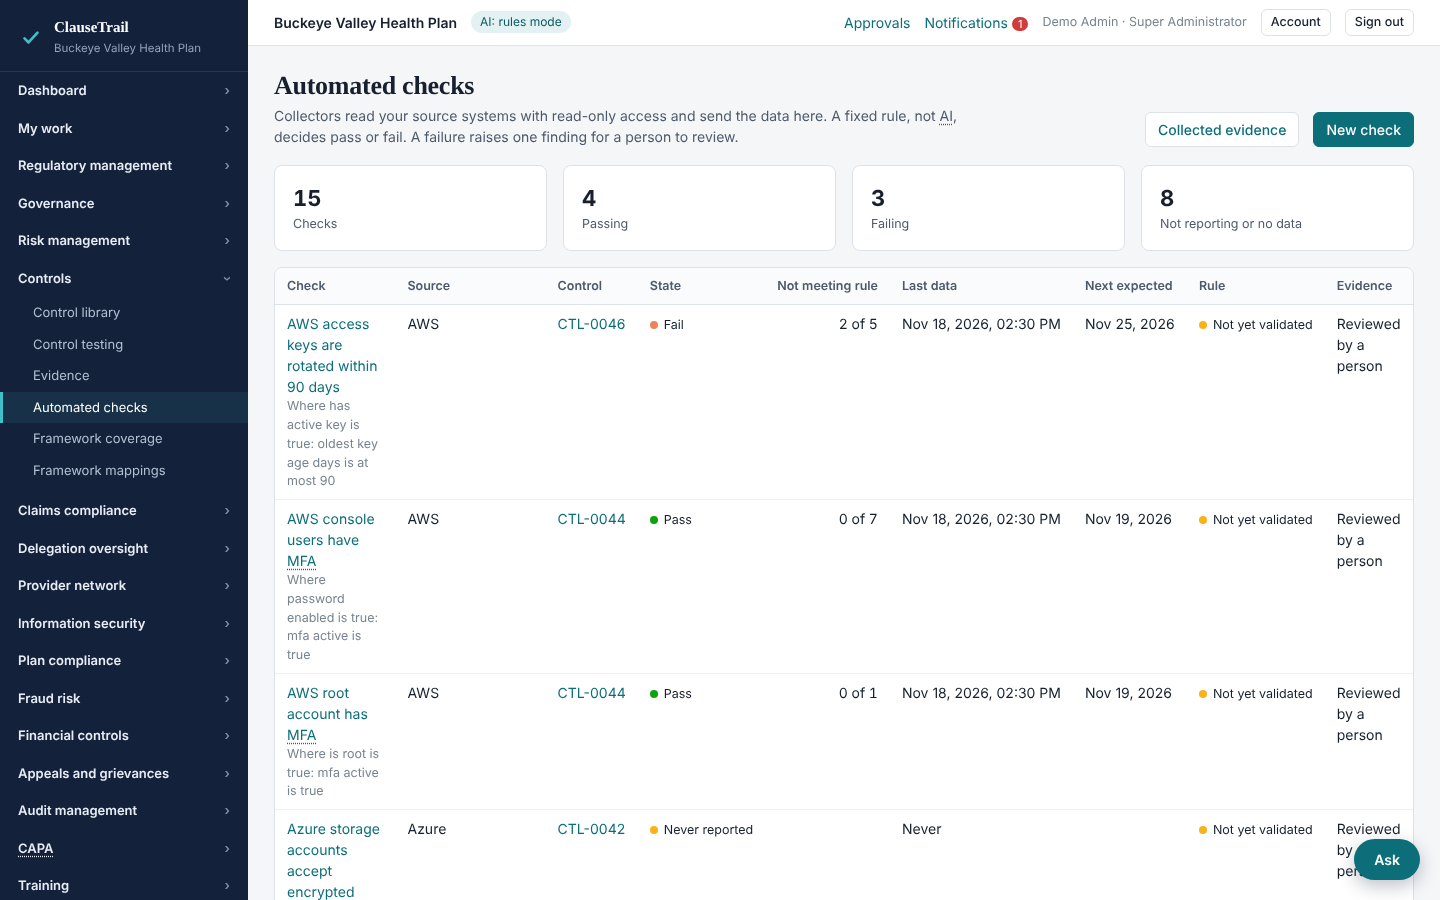 ClauseTrail
Buckeye Valley Health Plan
Dashboard
My work
Regulatory management
Governance
Risk management
Controls
Control library
Control testing
Evidence
Automated checks
Framework coverage
Framework mappings
Claims compliance
Delegation oversight
Provider network
Information security
Plan compliance
Fraud risk
Financial controls
Appeals and grievances
Audit management
CAPA
Training
Buckeye Valley Health Plan AI: rules mode Approvals Notifications 1 Demo Admin · Super Administrator Account Sign out
Automated checks
Collectors read your source systems with read-only access and send the data here. A fixed rule, not AI,
decides pass or fail. A failure raises one finding for a person to review.
Collected evidence New check
15
Checks
4
Passing
3
Failing
8
Not reporting or no data
Check Source Control State Not meeting rule Last data Next expected Rule Evidence
AWS access AWS CTL-0046 Fail 2 of 5 Nov 18, 2026, 02:30 PM Nov 25, 2026 Not yet validated Reviewed
keys are by a
rotated within person
90 days
Where has
active key is
true: oldest key
age days is at
most 90
AWS console AWS CTL-0044 Pass 0 of 7 Nov 18, 2026, 02:30 PM Nov 19, 2026 Not yet validated Reviewed
users have by a
MFA person
Where
password
enabled is true:
mfa active is
true
AWS root AWS CTL-0044 Pass 0 of 1 Nov 18, 2026, 02:30 PM Nov 19, 2026 Not yet validated Reviewed
account has by a
MFA person
Where is root is
true: mfa active
is true
Azure storage Azure CTL-0042 Never reported Never Not yet validated Reviewed
accounts by
accept
encrypted
Ask